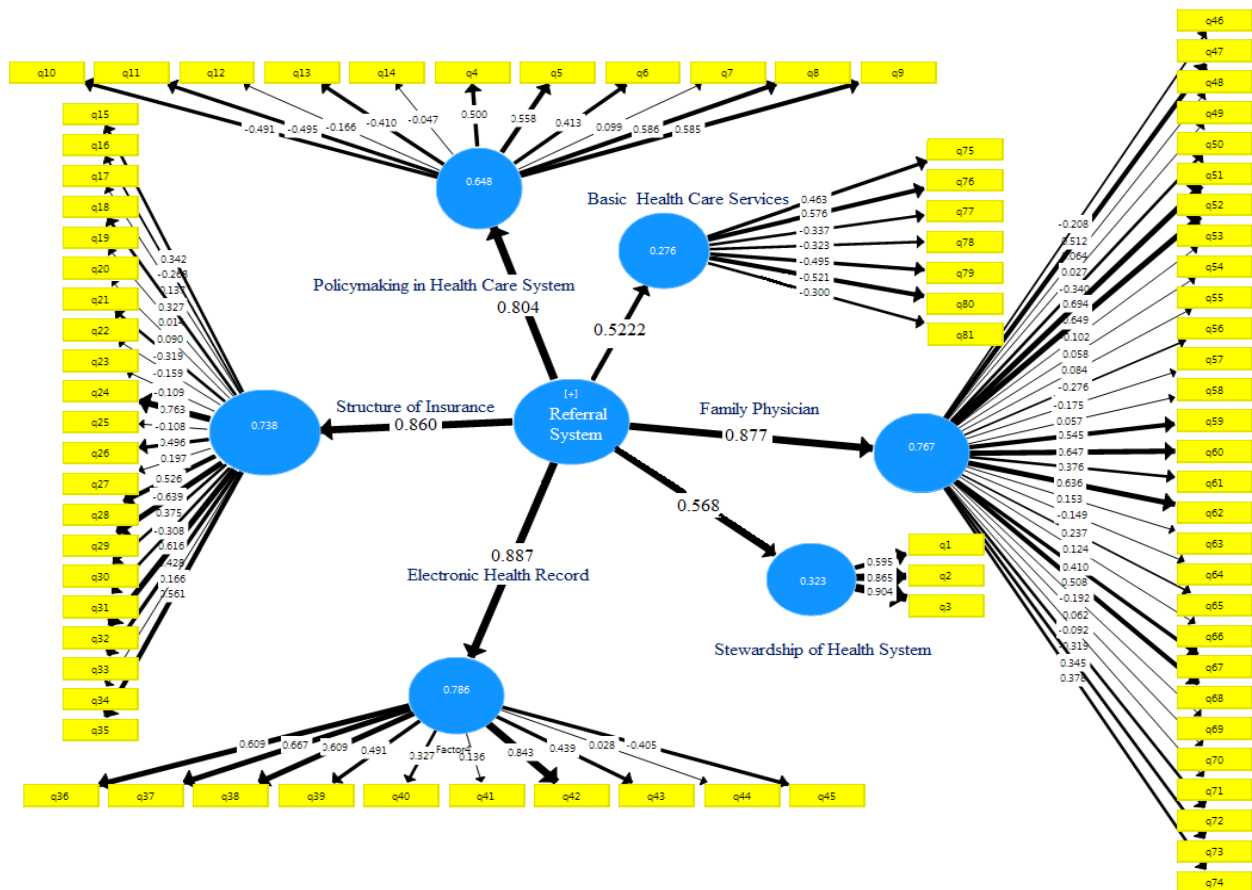 q46
q10 q11 q12 q13 q14 q4 q5 q6 q7 q8 q9
q47
q48
q15
q49
-0.491 -0.495 -0.166 -0.410 -0.047 0.500 0.558 0.413 0.099 0.586 0.585
q16
q50
q75
q17
q51
0.648
q76
q18
Basic Health Care Services
0.463
0.576
q52
-0.337
q77
q19
-0.208
q53
0.512
-0.323
q78
0.276
q20
0.342
0.064
q54
-0.495
q79
0.137
0.027
Policymaking in Health Care System
-0.521
q21
-0.340
q55
0.804
-0.300
q80
0.327
0.694
q22
0.014
0.649
q56
0.5222
q81
0.090
-0.102
q23
-0.319
0.058
q57
-0.159
0.084
q24
-0.109
[+]
-0.276
q58
0.763
Structure of Insurance
Referral
System
Family Physician
-0.175
q25
-0.108
0.738
0.860
0.877
0.057
q59
q26
0.496
0.767
0.545
0.197
0.647
q60
q27
0.526
0.376
q61
-0.639
0.636
q28
0.375
0.568
0.153
q62
-0.308
-0.149
q29
0.616
0.887
0.237
q63
q1
0.428
Electronic Health Record
0.595
0.124
q30
0.166
0.323
0.865
q2
0.410
q64
0.561
0.904
0.508
q31
q3
-0.192
q65
0.062
q32
-0.092
q66
Stewardship of Health System
-0.319
q33
0.345
q67
0.378
q34
0.786
q68
q35
q69
Factor4
0.609 0.667 0.609 0.491 0.327 0.136 0.843 0.439 0.028 -0.405
q70
q36 q37 q38 q39 q40 q41 q42 q43 q44 q45
q71
q72
q73
q74